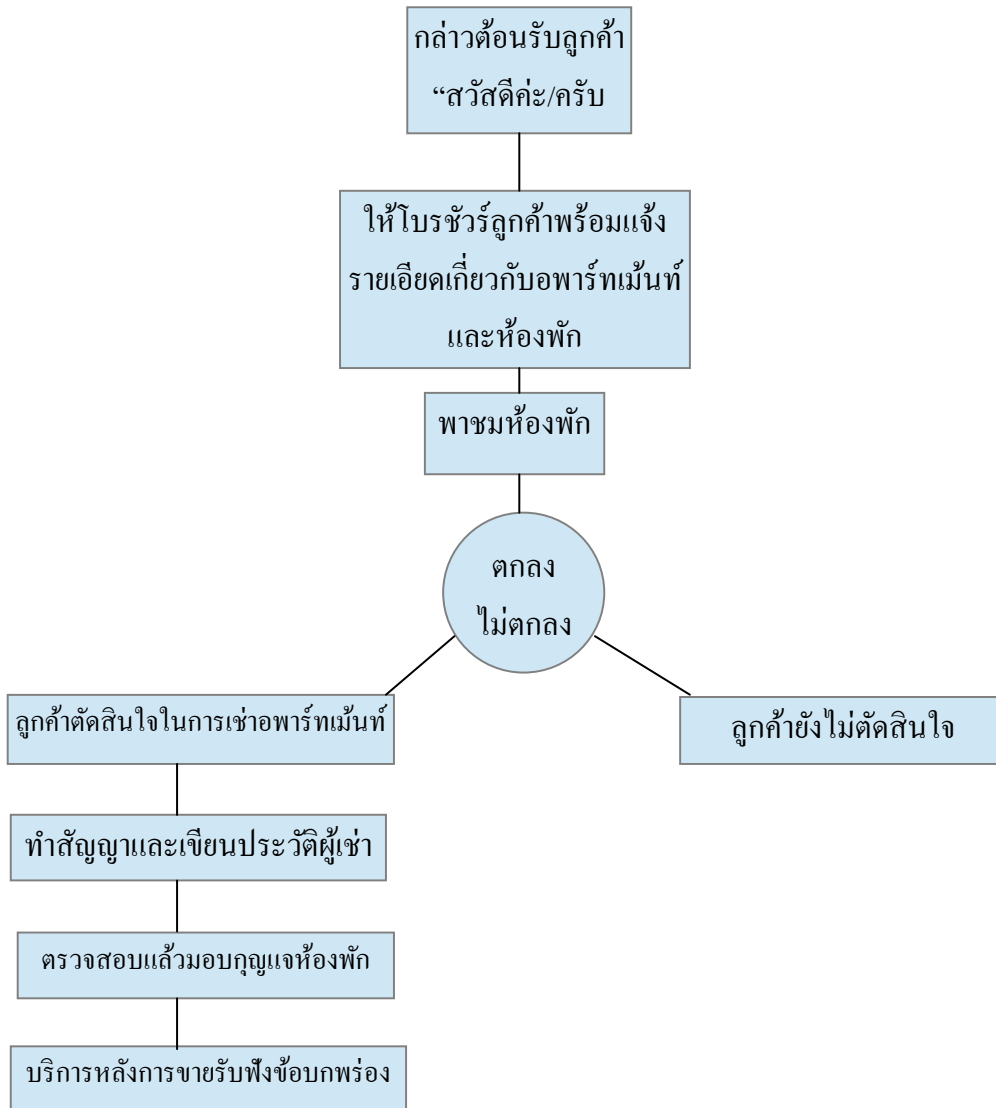 กล่าวต้อนรับลูกค้า
“สวัสดีค่ะ/ครับ
ให้โบรชัวร์ลูกค้าพร้อมแจ้ง
รายเอียดเกี่ยวกับอพาร์ทเม้นท์
และห้องพัก
พาชมห้องพัก
ตกลง
ไม่ตกลง
ลูกค้าตัดสินใจในการเช่าอพาร์ทเม้นท์
ลูกค้ายังไม่ตัดสินใจ
ทำสัญญาและเขียนประวัติผู้เช่า
ตรวจสอบแล้วมอบกุญแจห้องพัก
บริการหลังการขายรับฟังข้อบกพร่อง